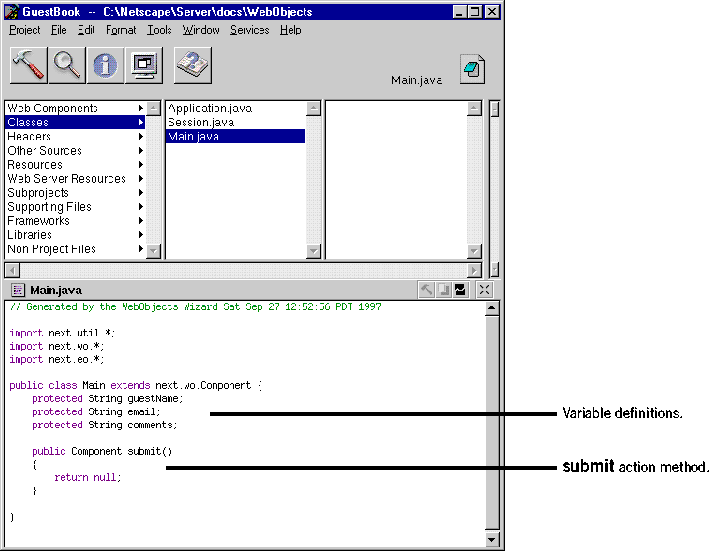 GuestBook -- C:\Netscape\Server\docs\WebObjects
Project File Edit Format Tools Window Services Help
Main.java
Web Components
Classes
Headers
Other Sources
Resources
Web Server Resources
Subprojects
Supporting Files
Frameworks
Libraries
Non Project Files
Application.java
Session.java
Main.java
Main.java
// Generated by the WebObjects Wizard Sat Sep 27 12:52:56 PDT 1997
import next.util.*;
import next.wo.*;
import next.eo.*;
public class Main extends next.wo.Component {
protected String guestName;
protected String email;
protected String comments;
public Component submit()
{
return null;
}
}
Variable definitions.
submit action method.